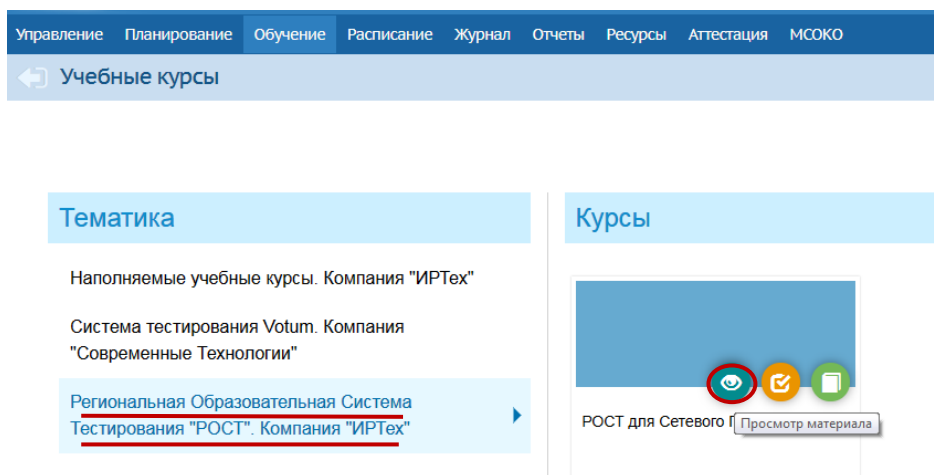 Управление Планирование Обучение Расписание Журнал Отчеты Ресурсы Аттестация МСОКО
Учебные курсы
Тематика
Наполняемые учебные курсы. Компания "ИРТех"
Система тестирования Votum. Компания
"Современные Технологии"
Региональная Образовательная Система
Тестирования "РОСТ". Компания "ИРТех"
Курсы
РОСТ для Сетевого
Просмотр материала